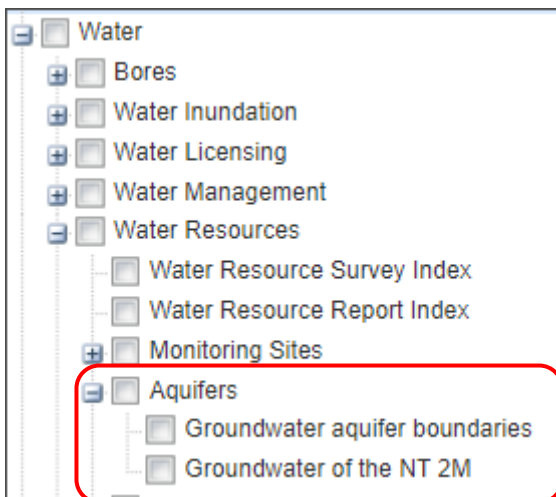 Water
Bores
Water Inundation
Water Licensing
Water Management
Water Resources
Water Resource Survey Index
Water Resource Report Index
Monitoring Sites
Aquifers
Groundwater aquifer boundaries
Groundwater of the NT 2M